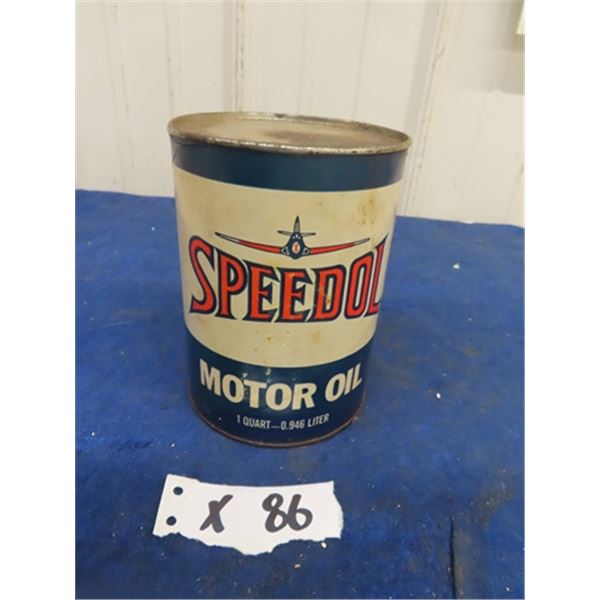 SPEEDOL
MOTOR OIL
1 QUART—0.946 LITER
X 86